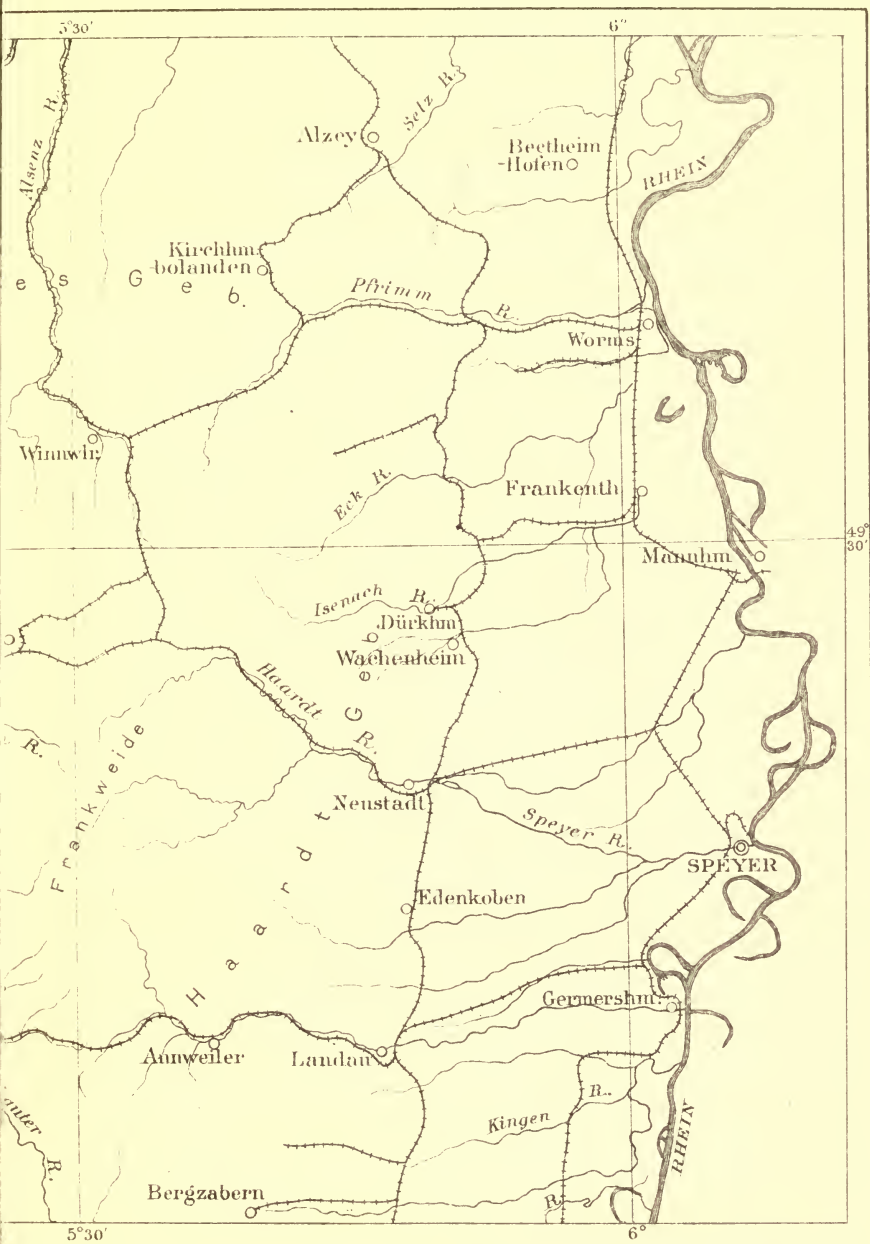 5°30'
6°
Alsenz R.
Alzey
Selz R.
Beetheim
-Hofen
RHEIN
Kirchhm-
-bolanden
e s
G e b.
Pfrimm R.
Worms
Winnwlr.
Eck R.
Frankenth
49°
30'
Mannhm.
Isenach R.
Dürkhm
Wachenheim
Haardt R.
R.
Frankweide
Neustadt
Speyer R.
SPEYER
Edenkoben
Haardt Geb
Germershm.
Annweiler
Landau
auter R.
Kingen R.
RHEIN
Bergzabern
R.
5°30'
6°